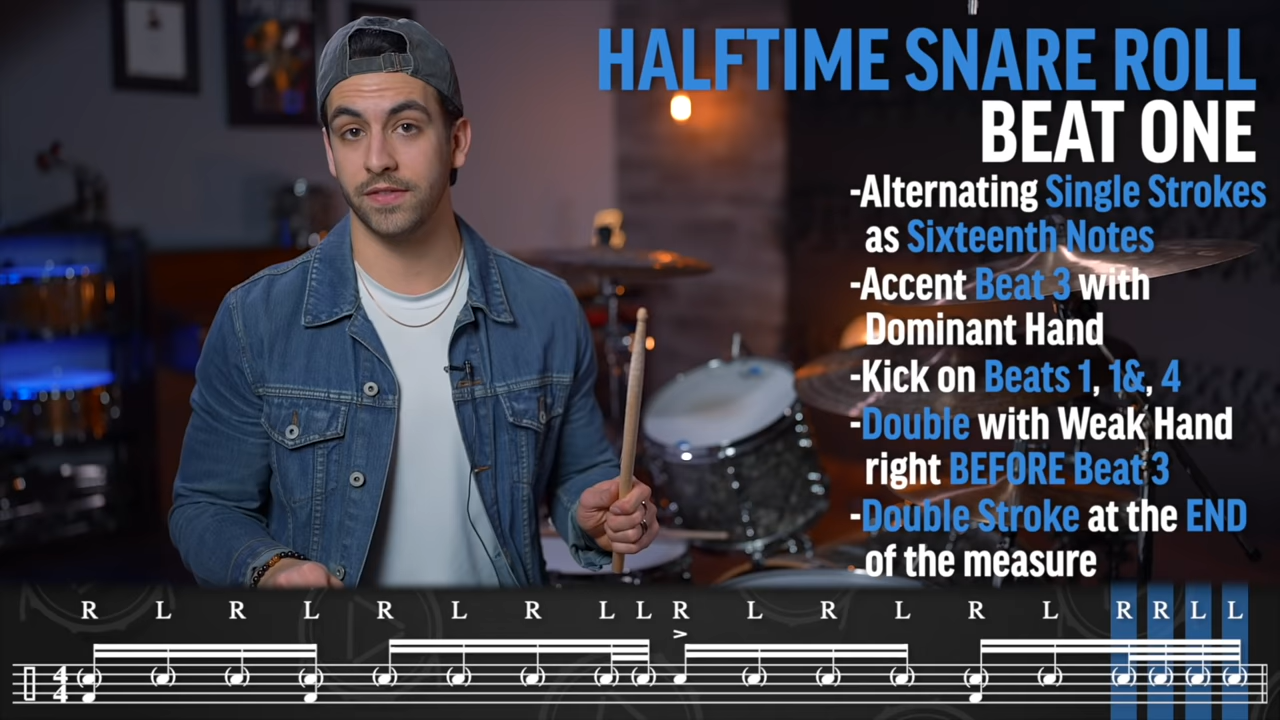 HALFTIME SNARE ROLL
BEAT ONE
-Alternating Single Strokes
as Sixteenth Notes
-Accent Beat 3 with
Dominant Hand
-Kick on Beats 1, 1&, 4
-Double with Weak Hand
right BEFORE Beat 3
-Double Stroke at the END
of the measure
R L R L R L R L L R L R L R L R R L L
4
4